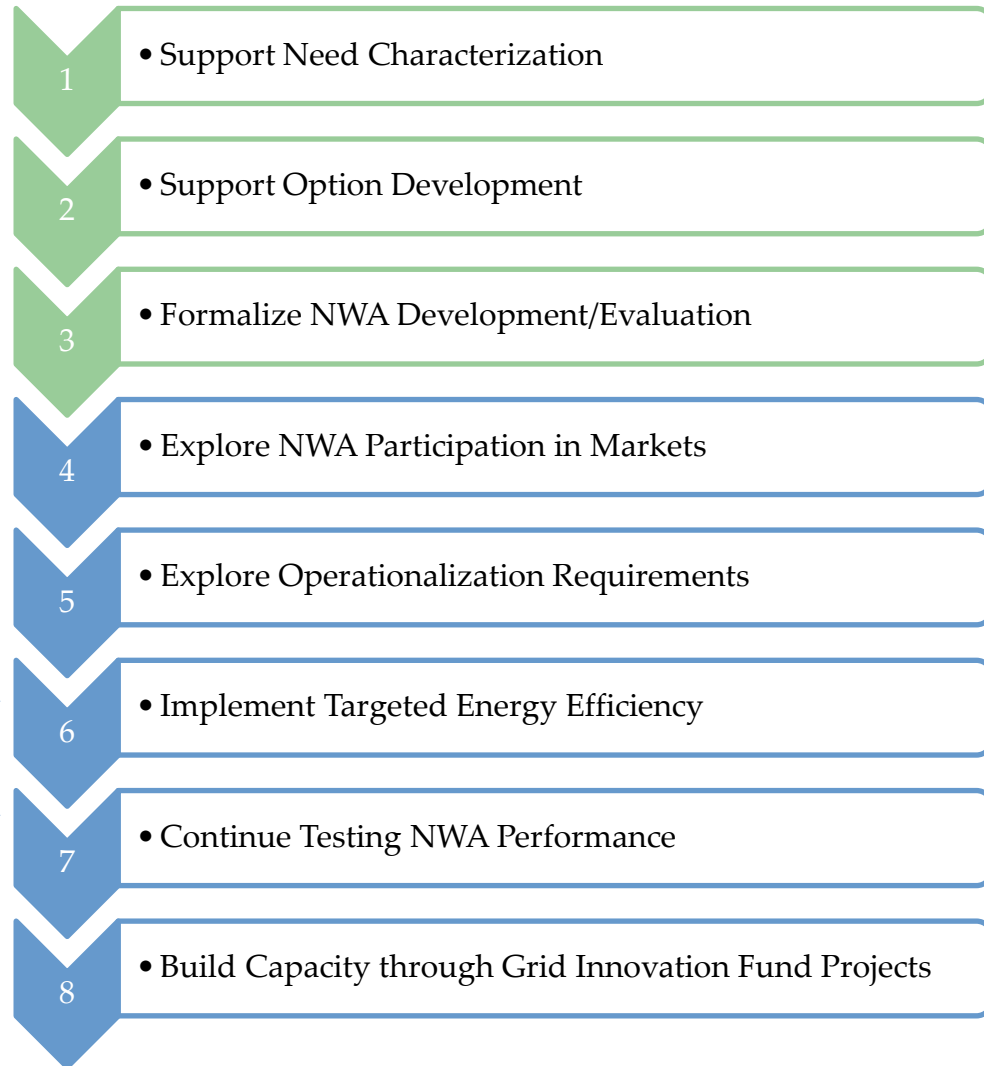 1
• Support Need Characterization
2
• Support Option Development
3
• Formalize NWA Development/Evaluation
4
• Explore NWA Participation in Markets
5
• Explore Operationalization Requirements
6
• Implement Targeted Energy Efficiency
7
• Continue Testing NWA Performance
8
• Build Capacity through Grid Innovation Fund Projects